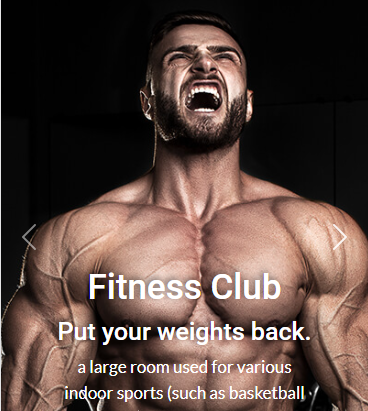 Fitness Club
Put your weights back.
a large room used for various
indoor sports (such as basketball